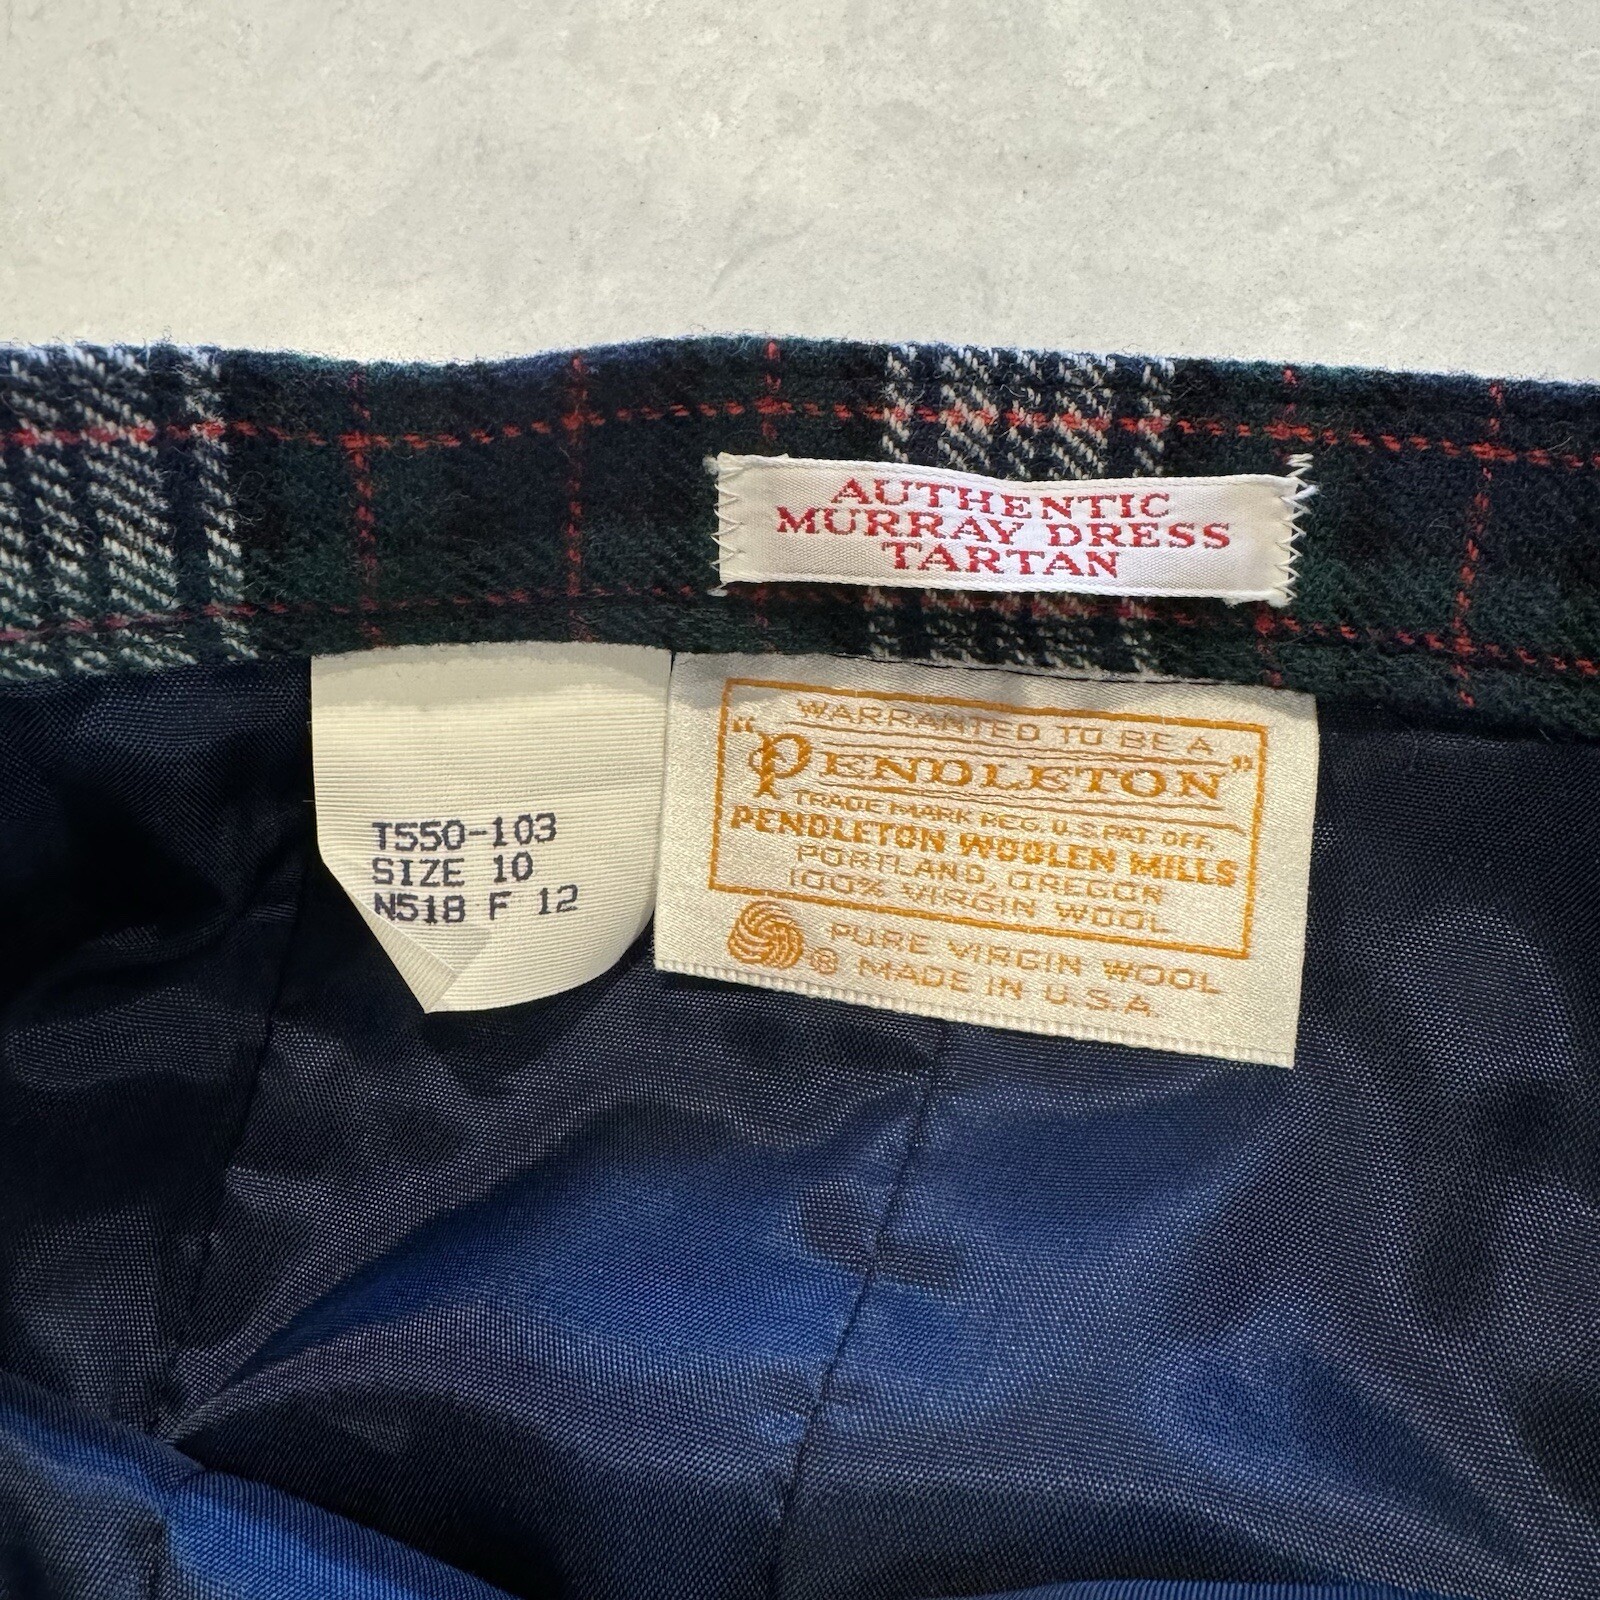 AUTHENTIC
MURRAY DRESS
TARTAN
T550-103
SIZE 10
N518 F 12
WARRANTED TO BE A
"PENDLETON"
TRADE MARK REG. U.S. PAT. OFF.
PENDLETON WOOLEN MILLS
PORTLAND, OREGON
100% VIRGIN WOOL
PURE VIRGIN WOOL
® MADE IN U.S.A.